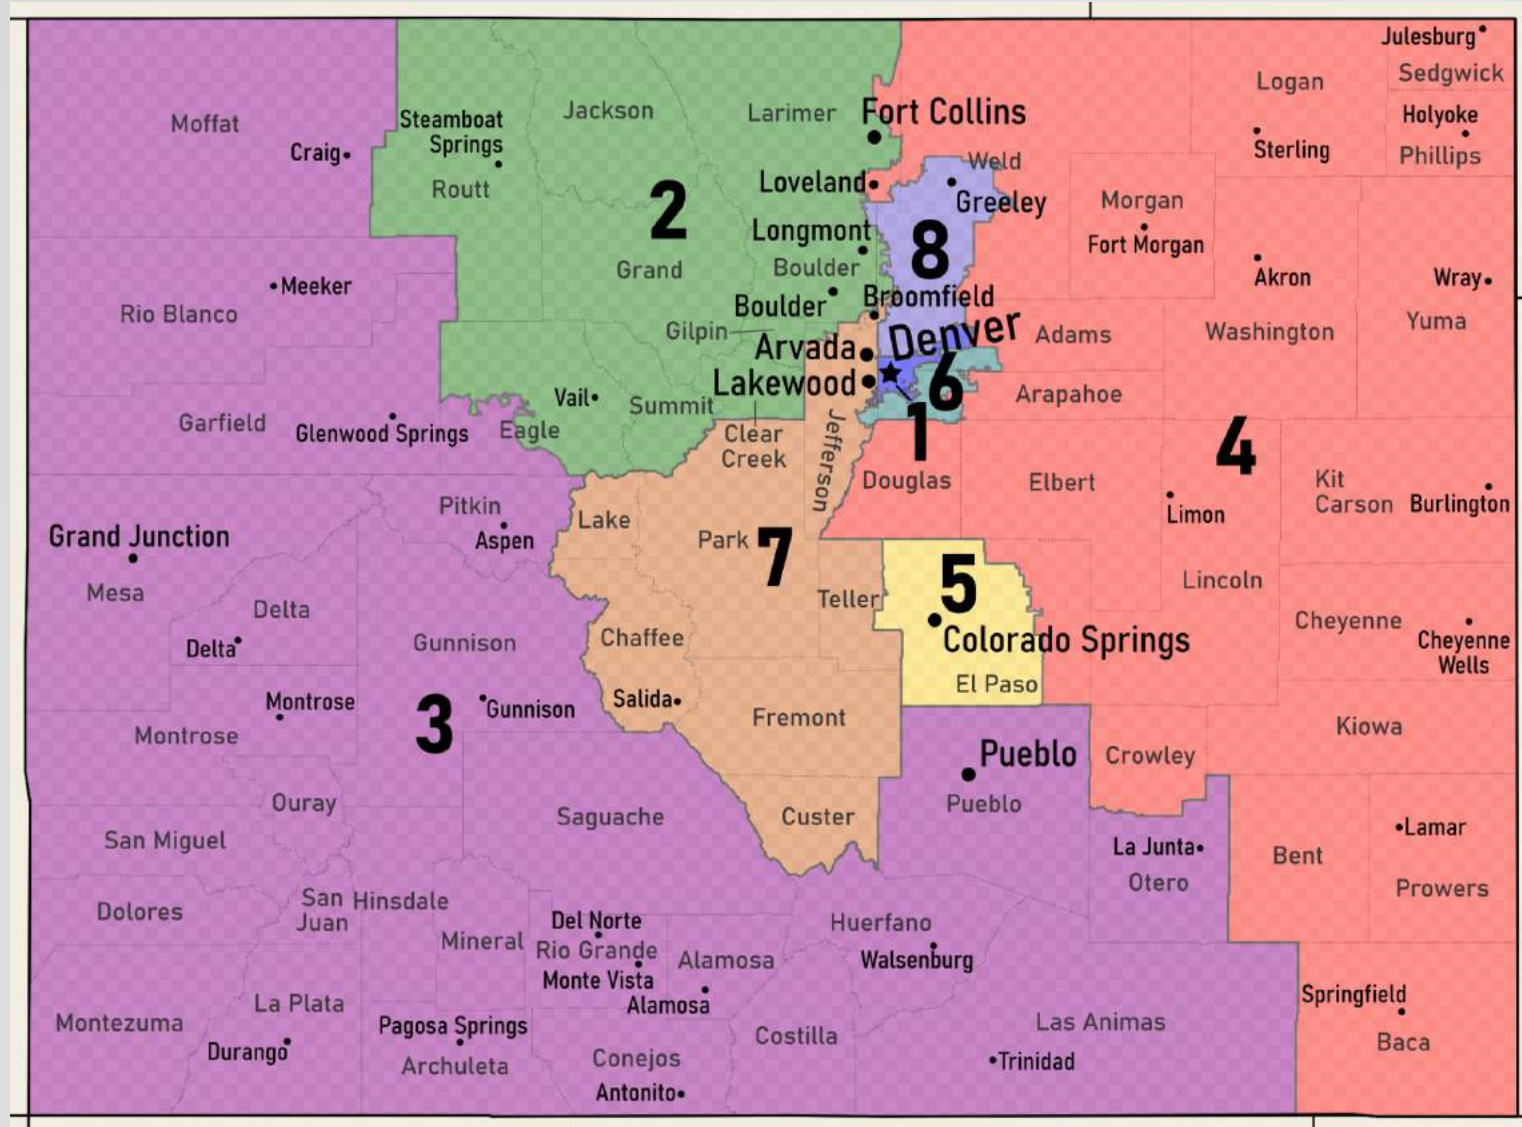 Julesburg
Sedgwick
Logan
Moffat
Steamboat
Springs
Jackson
Larimer
Fort Collins
Holyoke
Phillips
Craig
Routt
2
Loveland
Weld
Greeley
Sterling
Morgan
Fort Morgan
Longmont
Boulder
8
Grand
Akron
Wray
Meeker
Rio Blanco
Boulder
Broomfield
Gilpin
Denver
Adams
Washington
Yuma
Arvada
Lakewood
6
Arapahoe
Vail
Summit
Garfield
Glenwood Springs
Eagle
Clear
Creek
Jefferson
1
4
Douglas
Elbert
Kit
Carson
Burlington
Limon
Pitkin
Aspen
Lake
Park
7
Grand Junction
Mesa
Delta
Delta
Teller
5
Lincoln
Colorado Springs
El Paso
Cheyenne
Cheyenne
Wells
Gunnison
Chaffee
Salida
Montrose
Montrose
3
Gunnison
Fremont
Kiowa
Pueblo
Pueblo
Crowley
Ouray
San Miguel
Saguache
Custer
Lamar
La Junta
Otero
Bent
Prowers
Dolores
San
Juan
Hinsdale
Mineral
Del Norte
Rio Grande
Monte Vista
Alamosa
Alamosa
Huerfano
Walsenburg
Springfield
Baca
Montezuma
La Plata
Durango
Pagosa Springs
Archuleta
Conejos
Antonito
Costilla
Las Animas
Trinidad